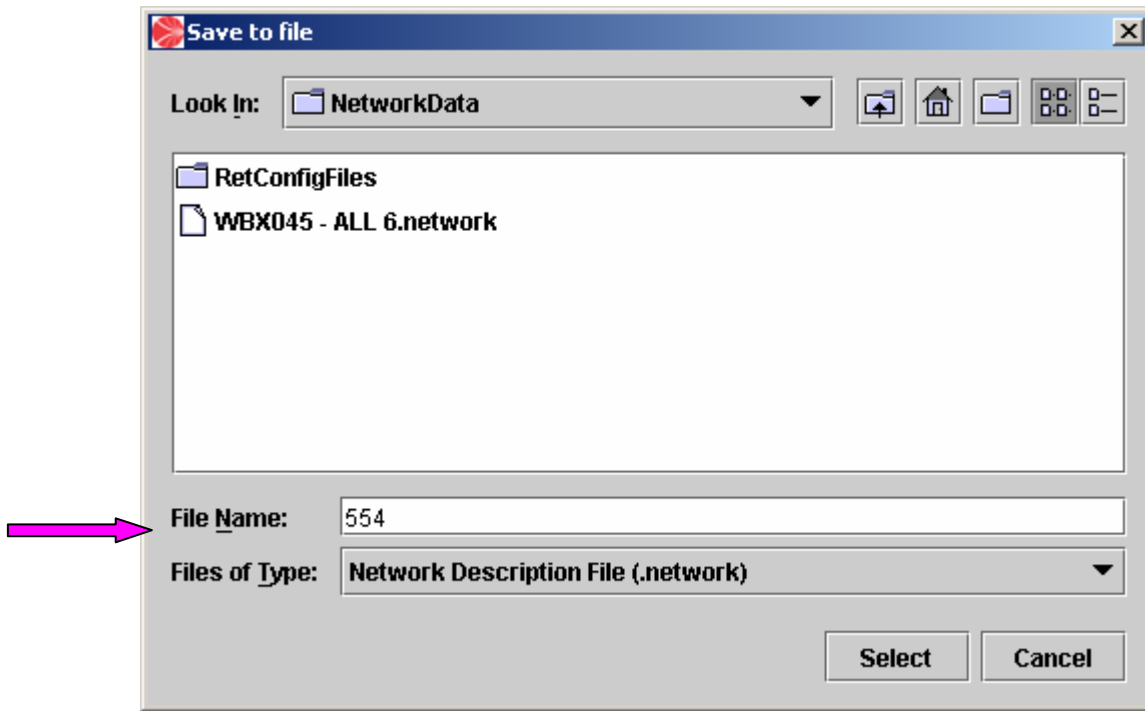 Save to file
Look In: NetworkData
RetConfigFiles
WBX045 - ALL 6.network
File Name: 554
Files of Type: Network Description File (.network)
Select Cancel